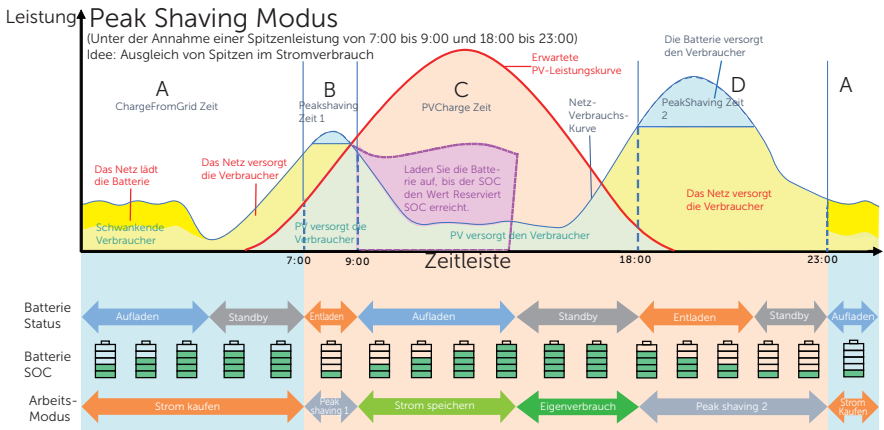 Leistung
Peak Shaving Modus
(Unter der Annahme einer Spitzenleistung von 7:00 bis 9:00 und 18:00 bis 23:00)
Idee: Ausgleich von Spitzen im Stromverbrauch
Die Batterie versorgt
den Verbraucher
Erwartete
PV-Leistungskurve
A
B
C
D
A
ChargeFromGrid Zeit
Peakshaving
Zeit 1
PVCharge Zeit
Netz-
Verbrauchs-
Kurve
PeakShaving Zeit
2
Das Netz lädt
die Batterie
Das Netz versorgt
die Verbraucher
Laden Sie die Batte-
rie auf, bis der SOC
den Wert Reserviert
SOC erreicht.
Das Netz versorgt
die Verbraucher
Schwankende
Verbraucher
PV versorgt die
Verbraucher
PV versorgt den Verbraucher
7:00
9:00
Zeitleiste
18:00
23:00
Batterie
Status
Aufladen
Standby
Entladen
Aufladen
Standby
Entladen
Standby
Aufladen
Batterie
SOC
Arbeits-
Modus
Strom kaufen
Peak
shaving 1
Strom speichern
Eigenverbrauch
Peak shaving 2
Strom
Kaufen